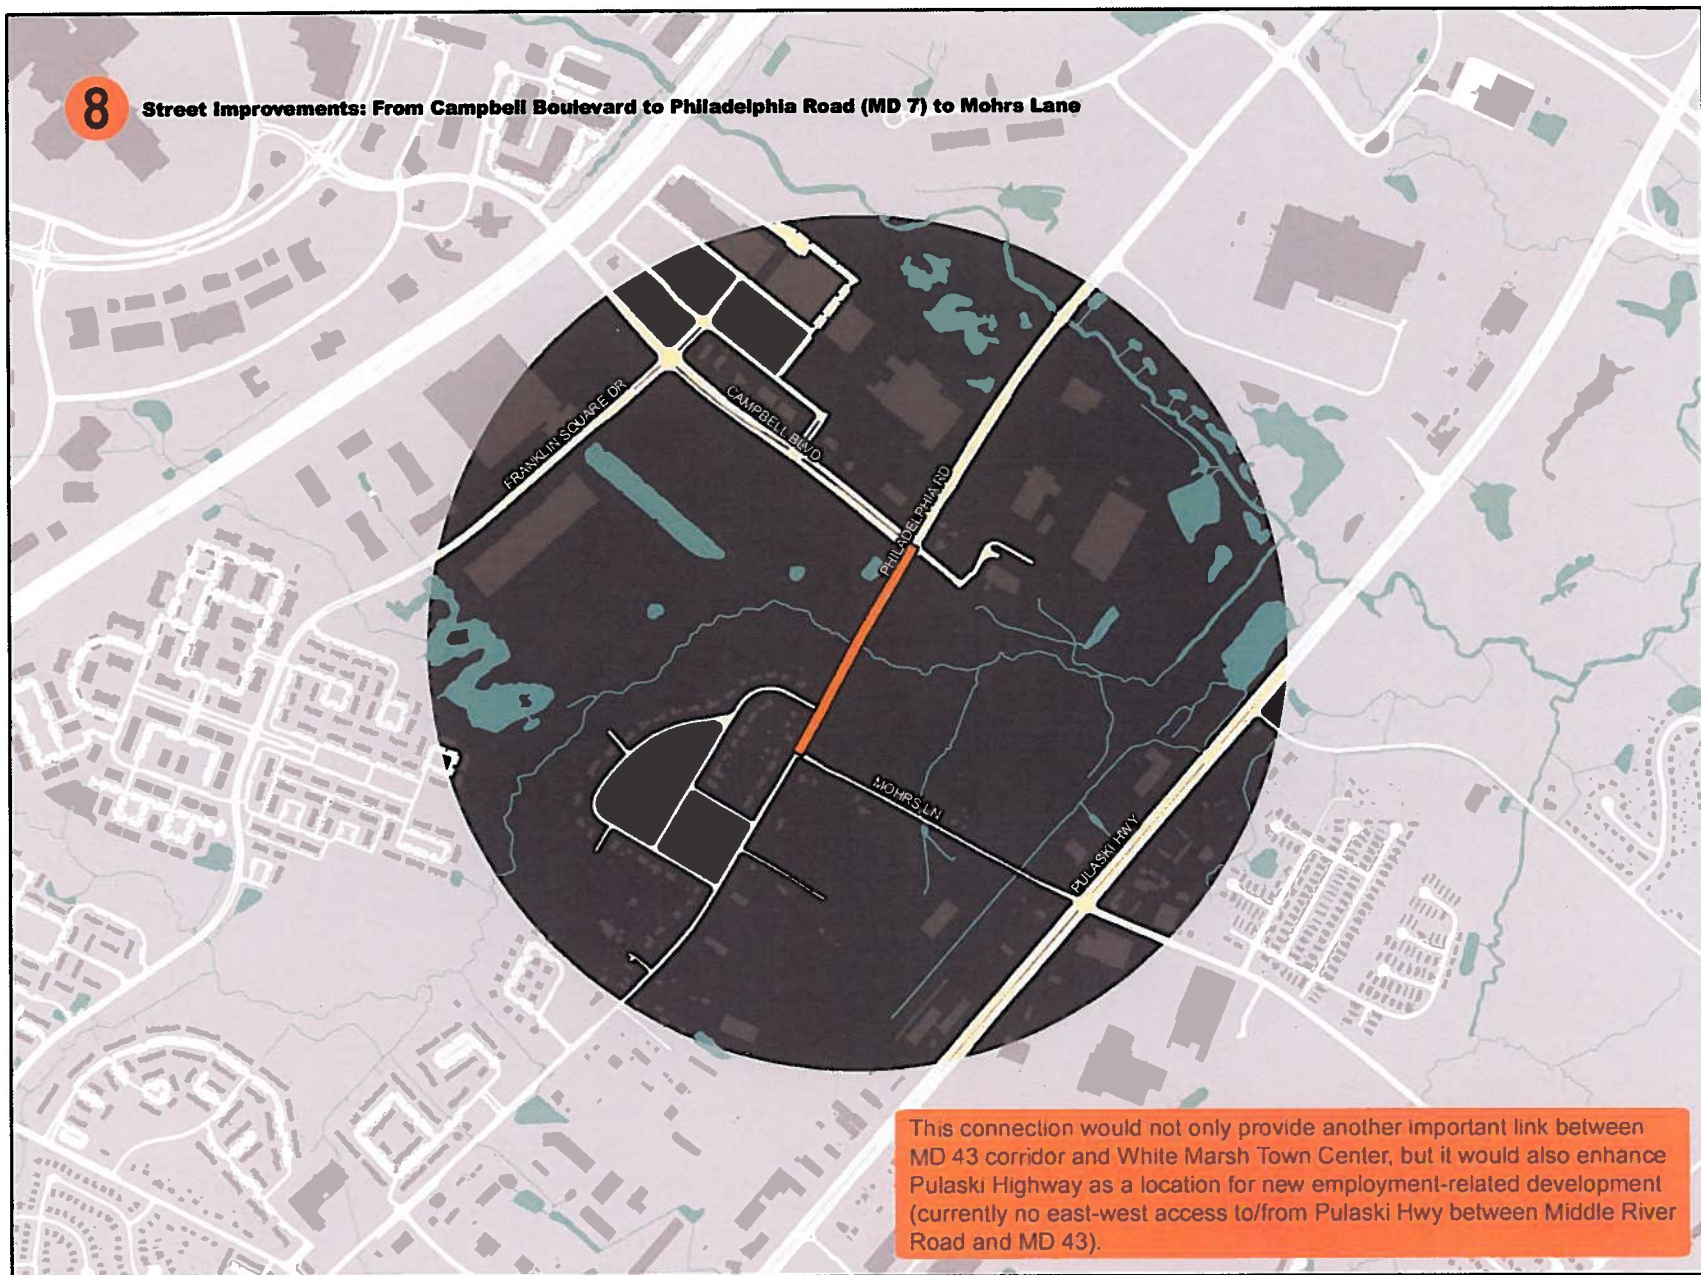 8
Street Improvements: From Campbell Boulevard to Philadelphia Road (MD 7) to Mohrs Lane
FRANKLIN SQUARE DR
CAMPBELL BLVD
PHILADELPHIA RD
MOHRS LN
PULASKI HWY
This connection would not only provide another important link between
MD 43 corridor and White Marsh Town Center, but it would also enhance
Pulaski Highway as a location for new employment-related development
(currently no east-west access to/from Pulaski Hwy between Middle River
Road and MD 43).